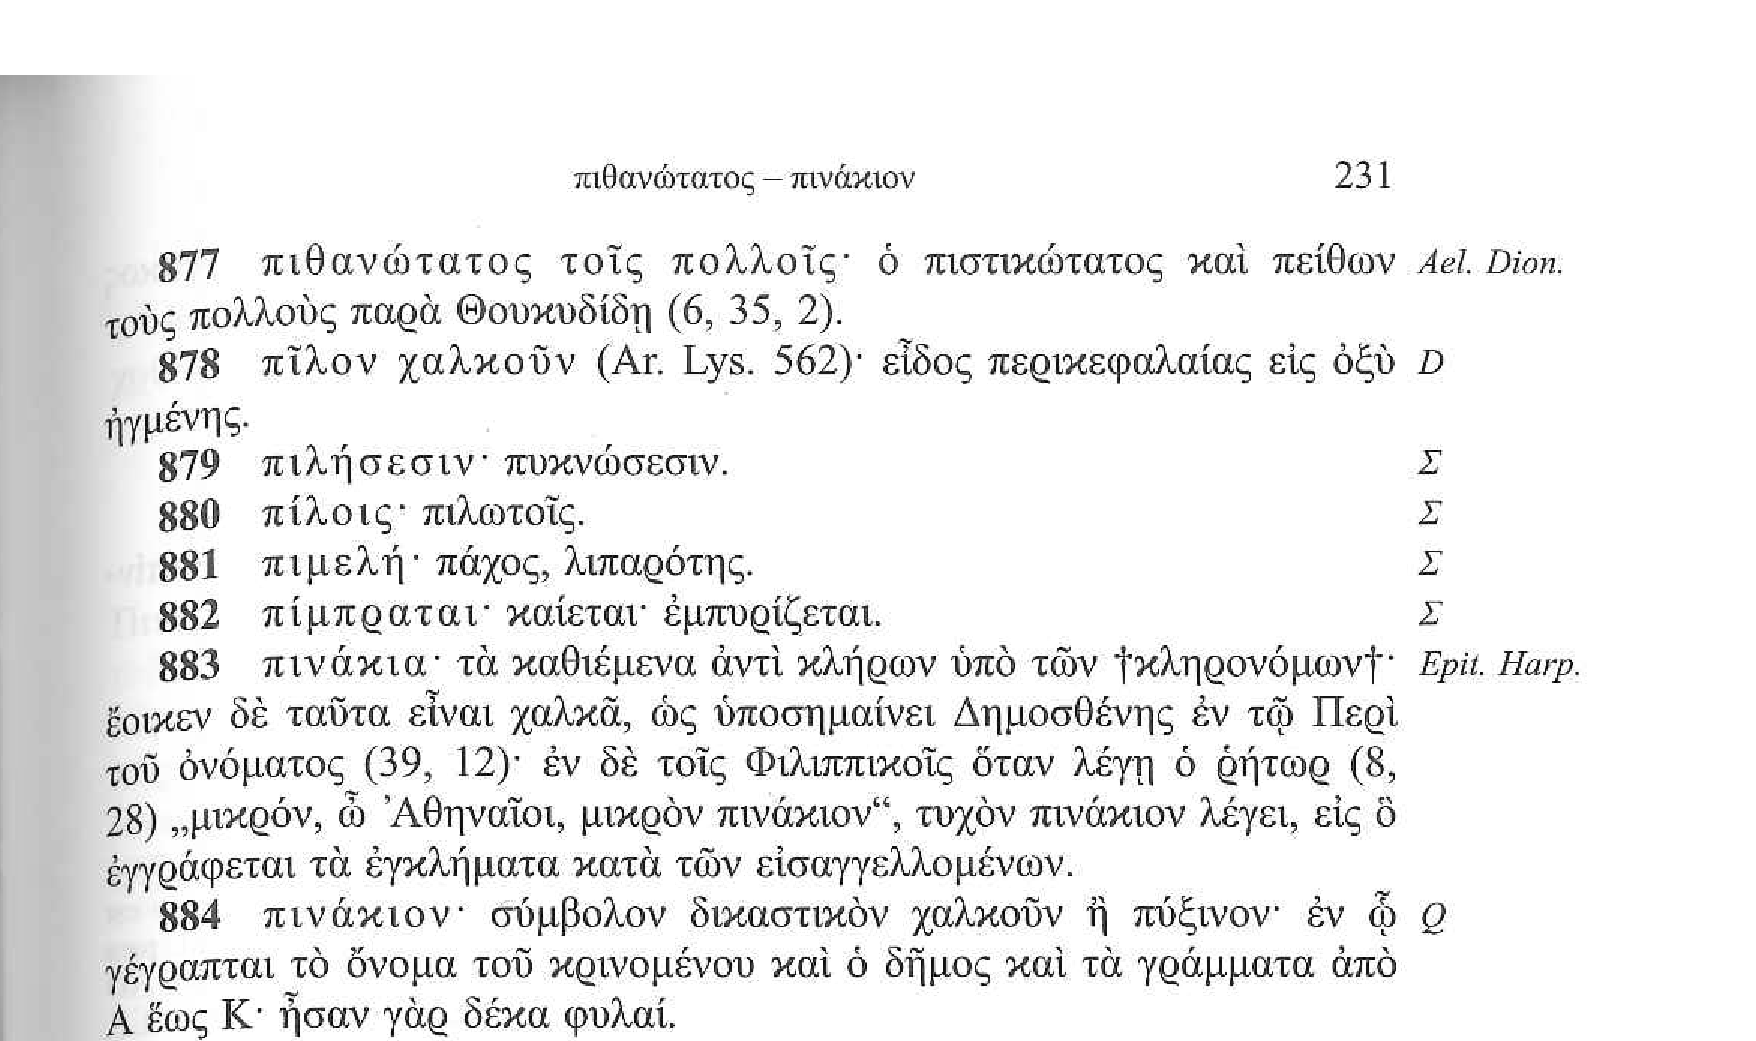 πιθανώτατος – πινάκιον 231
877 πιθανώτατος τοῖς πολλοῖς· ὁ πιστικώτατος καὶ πείθων Ael. Dion.
τοὺς πολλοὺς παρὰ Θουκυδίδῃ (6, 35, 2).
878 πῖλον χαλκοῦν (Ar. Lys. 562)· εἶδος περικεφαλαίας εἰς ὀξὺ D
ἠγμένης.
879 πιλήσεσιν· πυκνώσεσιν. Σ
880 πίλοις· πιλωτοῖς. Σ
881 πιμελή· πάχος, λιπαρότης. Σ
882 πίμπραται· καίεται· ἐμπυρίζεται. Σ
883 πινάκια· τὰ καθιέμενα ἀντὶ κλήρων ὑπὸ τῶν †κληρονόμων†· Epit. Harp.
ἔοικεν δὲ ταῦτα εἶναι χαλκᾶ, ὡς ὑποσημαίνει Δημοσθένης ἐν τῷ Περὶ
τοῦ ὀνόματος (39, 12)· ἐν δὲ τοῖς Φιλιππικοῖς ὅταν λέγῃ ὁ ῥήτωρ (8,
28) „μικρόν, ὦ Ἀθηναῖοι, μικρὸν πινάκιον“, τυχὸν πινάκιον λέγει, εἰς ὃ
ἐγγράφεται τὰ ἐγκλήματα κατὰ τῶν εἰσαγγελλομένων.
884 πινάκιον· σύμβολον δικαστικὸν χαλκοῦν ἢ πύξινον· ἐν ᾧ Q
γέγραπται τὸ ὄνομα τοῦ κρινομένου καὶ ὁ δῆμος καὶ τὰ γράμματα ἀπὸ
Α ἕως Κ· ἦσαν γὰρ δέκα φυλαί.